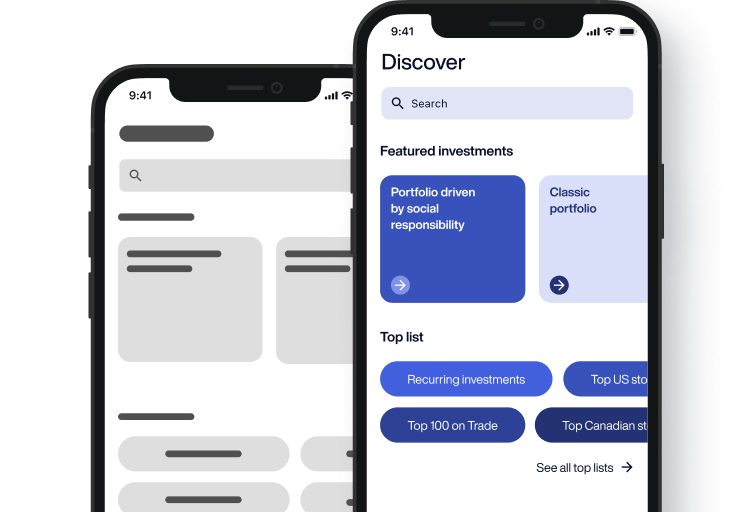 9:41
9:41
Discover
Search
Featured investments
Portfolio driven
by social
responsibility
Classic
portfolio
Top list
Recurring investments
Top US sto
Top 100 on Trade
Top Canadian st
See all top lists